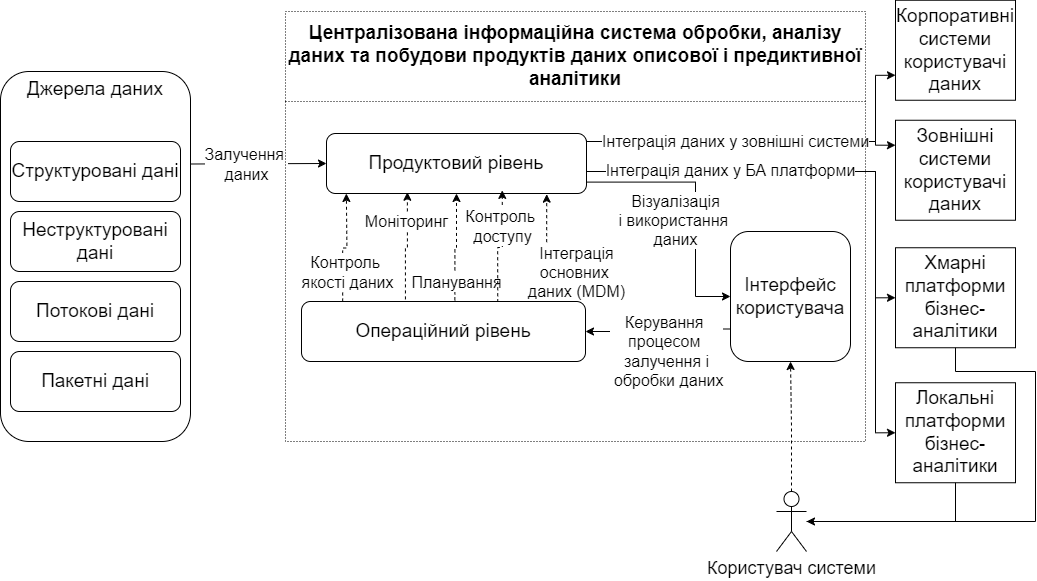 Централізована інформаційна система обробки, аналізу
даних та побудови продуктів даних описової і предиктивної
аналітики
Джерела даних
Структуровані дані
Неструктуровані
дані
Потокові дані
Пакетні дані
Залучення
даних
Продуктовий рівень
Інтеграція даних у зовнішні системи
Інтеграція даних у БА платформи
Візуалізація
і використання
даних
Контроль
якості даних
Моніторинг
Планування
Контроль
доступу
Інтеграція
основних
даних (MDM)
Операційний рівень
Керування
процесом
залучення і
обробки даних
Інтерфейс
користувача
Корпоративні
системи
користувачі
даних
Зовнішні
системи
користувачі
даних
Хмарні
платформи
бізнес-
аналітики
Локальні
платформи
бізнес-
аналітики
Користувач системи